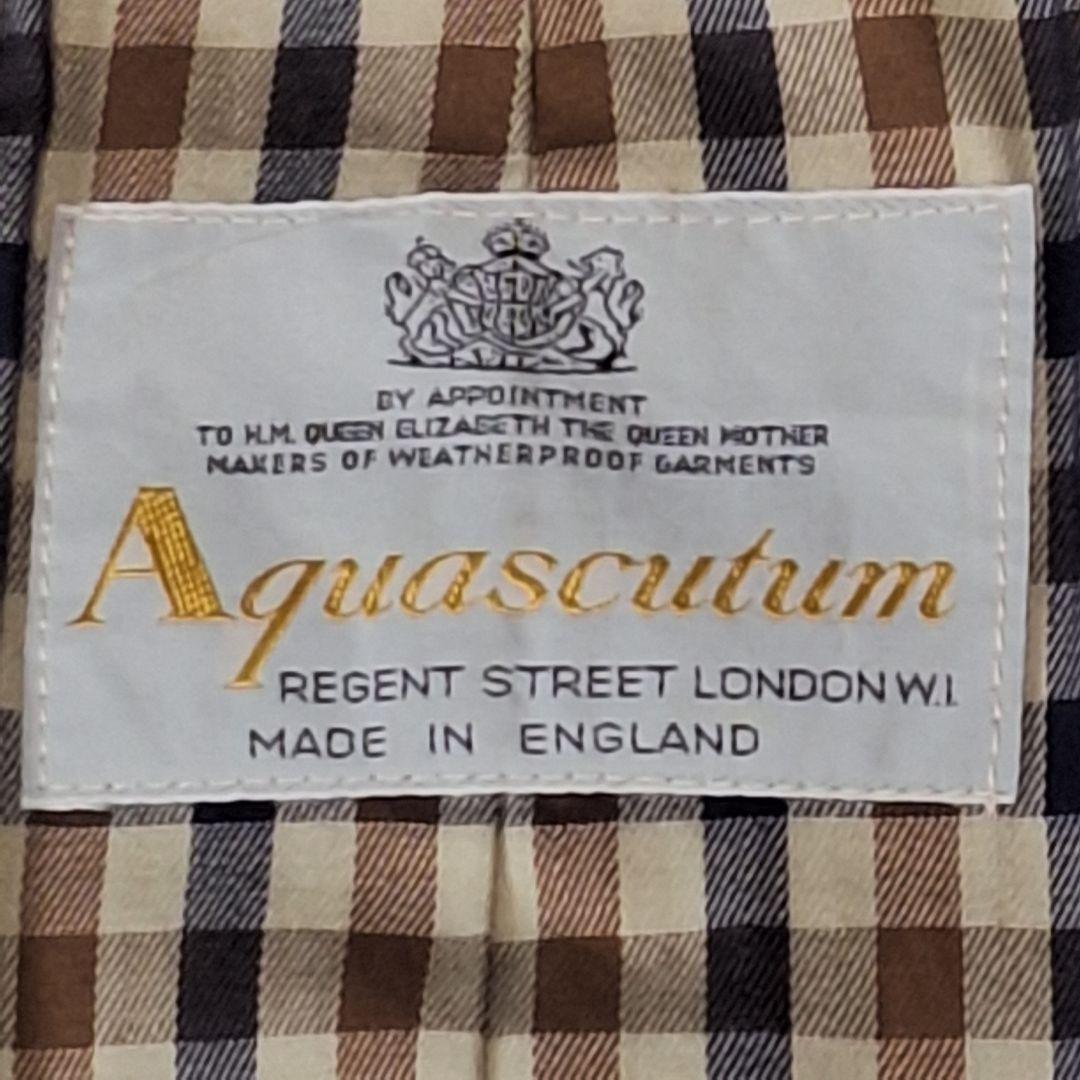 BY APPOINTMENT
TO H.M. QUEEN ELIZABETH THE QUEEN MOTHER
MAKERS OF WEATHERPROOF GARMENTS
Aquascutum
REGENT STREET LONDON W.1.
MADE IN ENGLAND